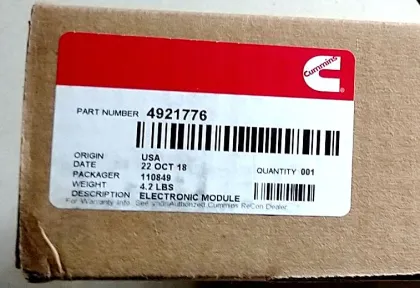 Cummins
PART NUMBER 4921776
ORIGIN USA
DATE 22 OCT 18
PACKAGER 110849 QUANTITY 001
WEIGHT 4.2 LBS
DESCRIPTION ELECTRONIC MODULE
For Warranty Info. See Authorized Cummins ReCon Dealer